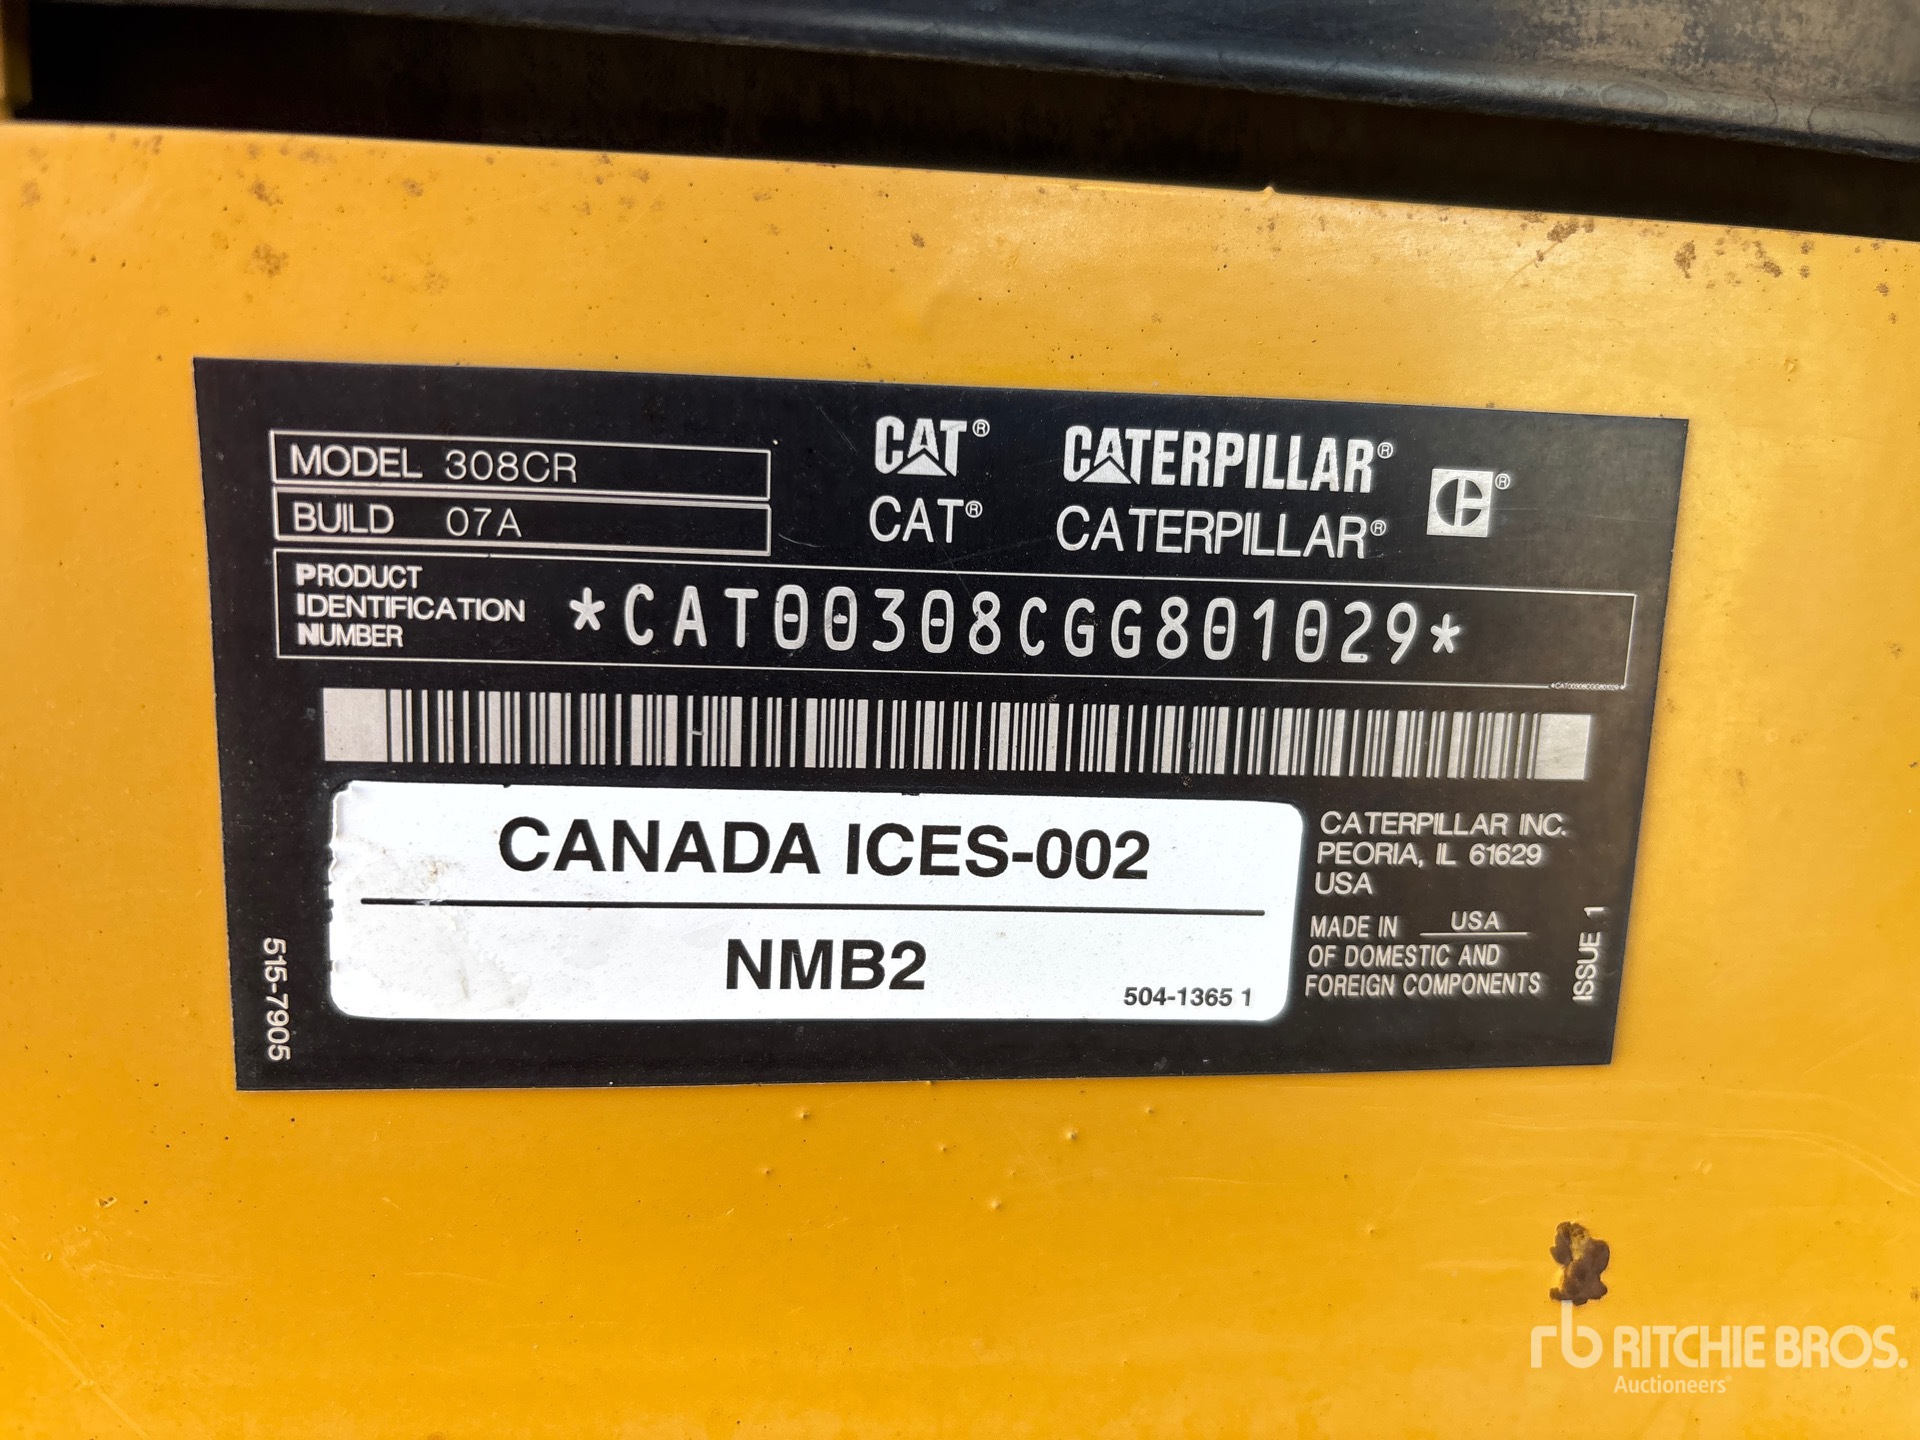 MODEL 308CR
BUILD 07A
CAT® CATERPILLAR®
CAT® CATERPILLAR® C®
PRODUCT
IDENTIFICATION
NUMBER
*CAT00308CGG801029*
*CAT00308CGG801029*
CANADA ICES-002
NMB2
504-1365 1
CATERPILLAR INC.
PEORIA, IL 61629
USA
MADE IN USA
OF DOMESTIC AND
FOREIGN COMPONENTS
ISSUE 1
515-7905
rb RITCHIE BROS.
Auctioneers